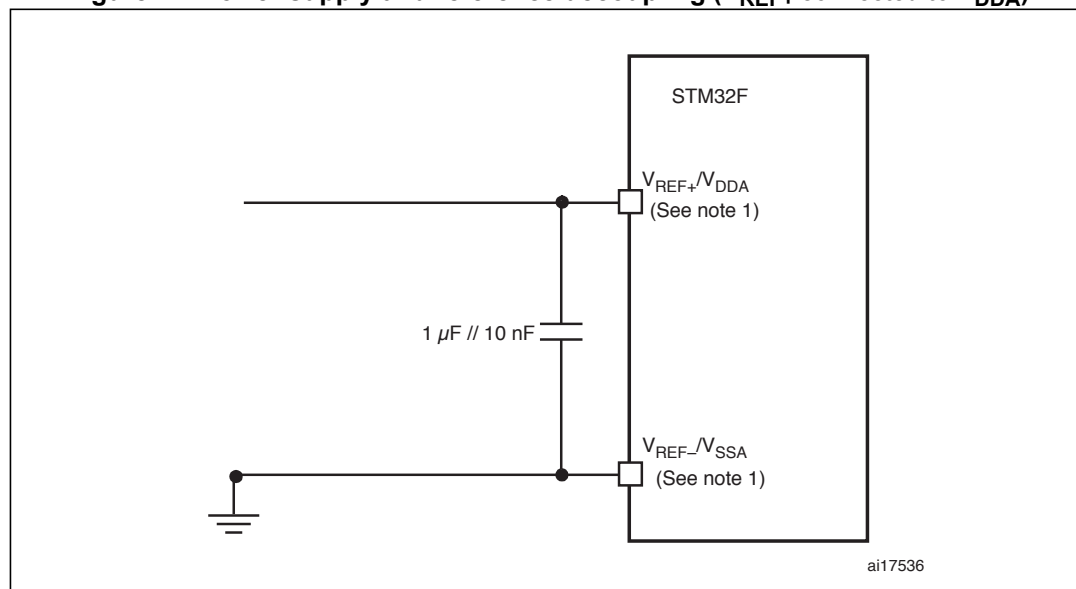 STM32F
VREF+/VDDA
(See note 1)
1 µF // 10 nF
VREF–/VSSA
(See note 1)
ai17536